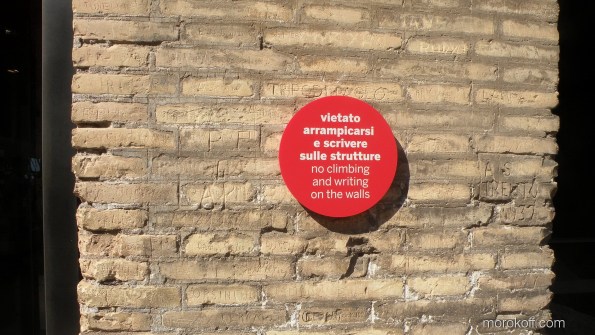 vietato
arrampicarsi
e scrivere
sulle strutture
no climbing
and writing
on the walls
morokoff.com